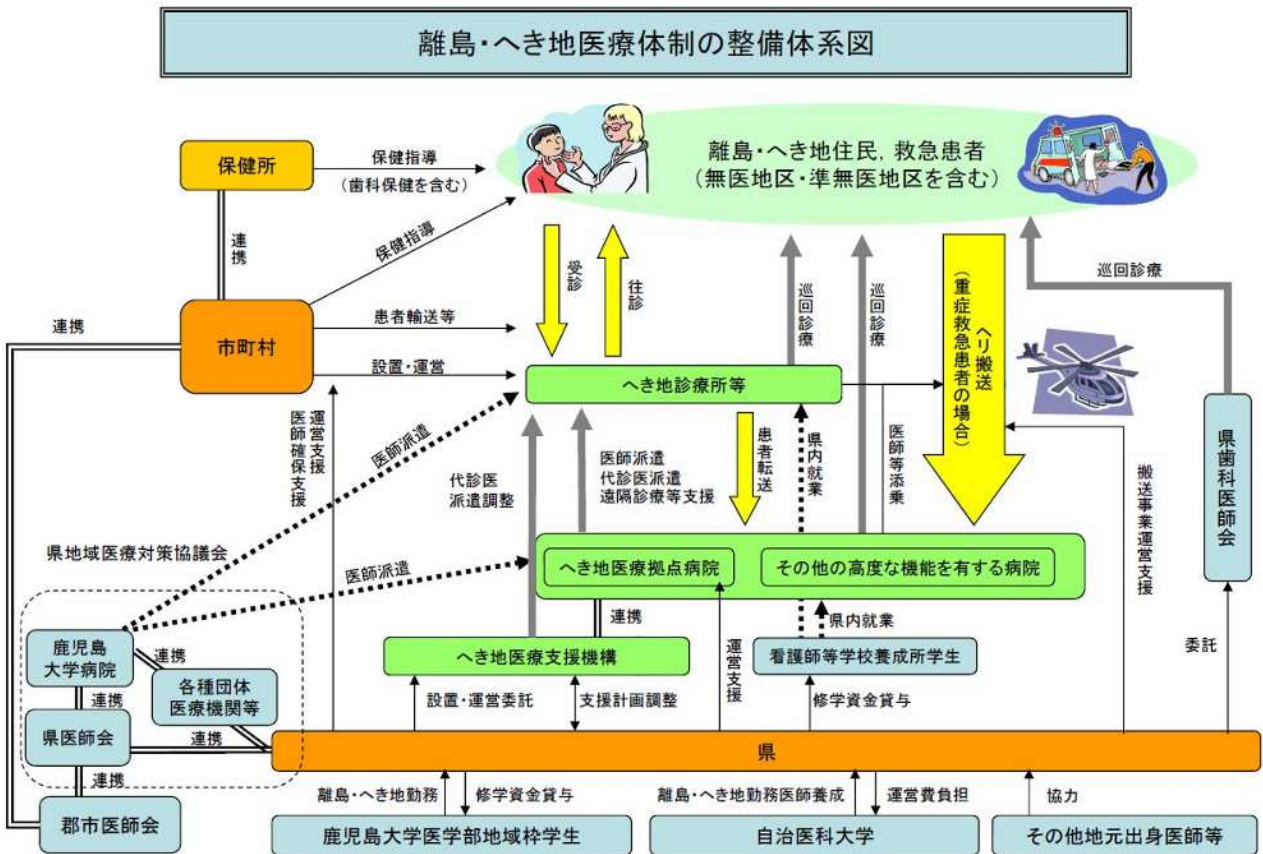 離島・へき地医療体制の整備体系図
保健所
保健指導
(歯科保健を含む)
離島・へき地住民，救急患者
(無医地区・準無医地区を含む)
連携
保健指導
受診
往診
巡回診療
巡回診療
ヘリ搬送
(重症救急患者の場合)
巡回診療
連携
市町村
患者輸送等
設置・運営
へき地診療所等
運営支援
医師確保支援
医師派遣
代診医
派遣調整
医師派遣
代診医派遣
遠隔診療等支援
患者転送
県内就業
医師等添乗
搬送事業運営支援
県歯科医師会
県地域医療対策協議会
医師派遣
へき地医療拠点病院
その他の高度な機能を有する病院
連携
県内就業
鹿児島
大学病院
連携
各種団体
医療機関等
へき地医療支援機構
運営支援
看護師等学校養成所学生
委託
連携
設置・運営委託
支援計画調整
修学資金貸与
県医師会
連携
県
連携
郡市医師会
離島・へき地勤務
修学資金貸与
離島・へき地勤務医師養成
運営費負担
協力
鹿児島大学医学部地域枠学生
自治医科大学
その他地元出身医師等